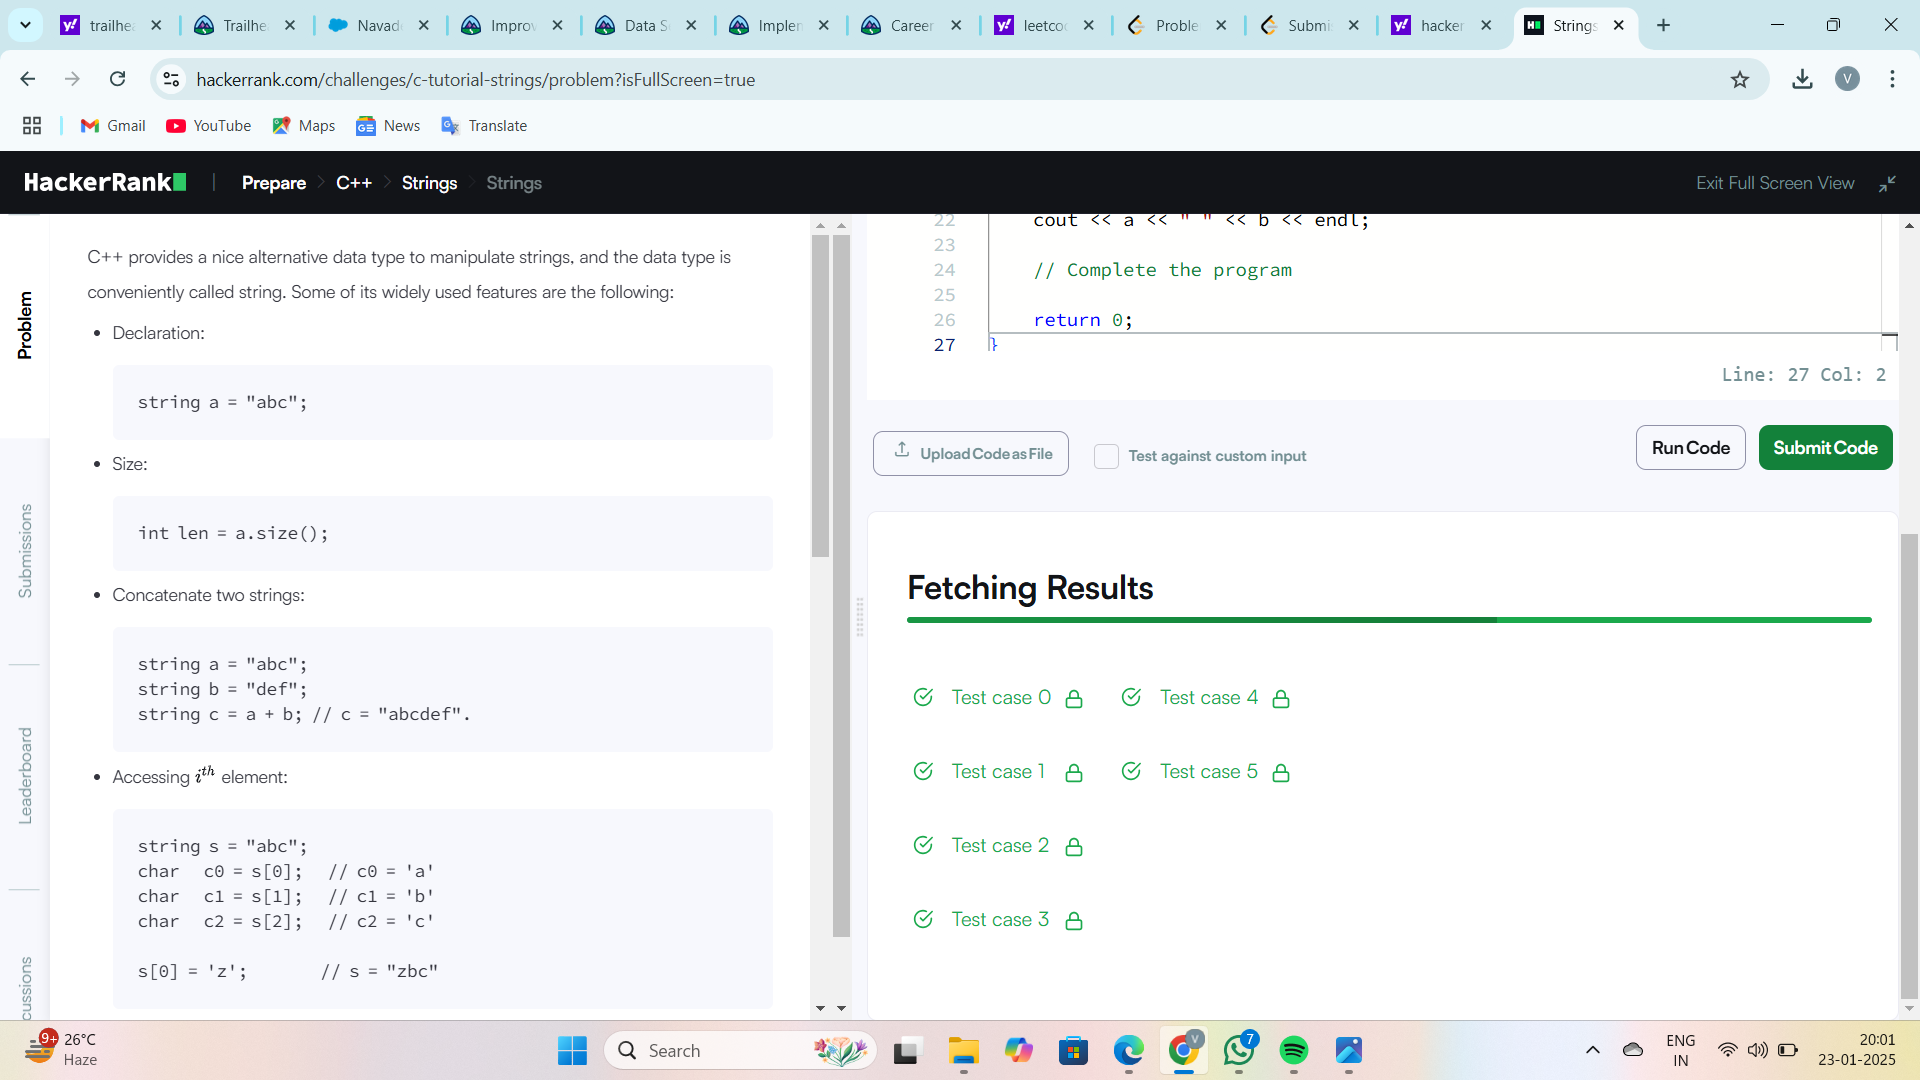 trailhea
Trailhe
Navad
Improv
Data S
Implen
Career
leetco
Proble
Submi
hacker
Strings
hackerrank.com/challenges/c-tutorial-strings/problem?isFullScreen=true
V
Gmail
YouTube
Maps
News
Translate
HackerRank
Prepare
C++
Strings
Strings
Exit Full Screen View
Problem
Submissions
Leaderboard
cussions
C++ provides a nice alternative data type to manipulate strings, and the data type is
conveniently called string. Some of its widely used features are the following:
• Declaration:
string a = "abc";
• Size:
int len = a.size();
• Concatenate two strings:
string a = "abc";
string b = "def";
string c = a + b; // c = "abcdef".
• Accessing ith element:
string s = "abc";
char  c0 = s[0];  // c0 = 'a'
char  c1 = s[1];  // c1 = 'b'
char  c2 = s[2];  // c2 = 'c'
s[0] = 'z';       // s = "zbc"
22 cout << a << " " << b << endl;
23
24 // Complete the program
25
26 return 0;
27 }
Line: 27 Col: 2
Upload Code as File
Test against custom input
Run Code
Submit Code
Fetching Results
Test case 0
Test case 4
Test case 1
Test case 5
Test case 2
Test case 3
9+
26°C
Haze
Search
V
7
ENG
IN
20:01
23-01-2025